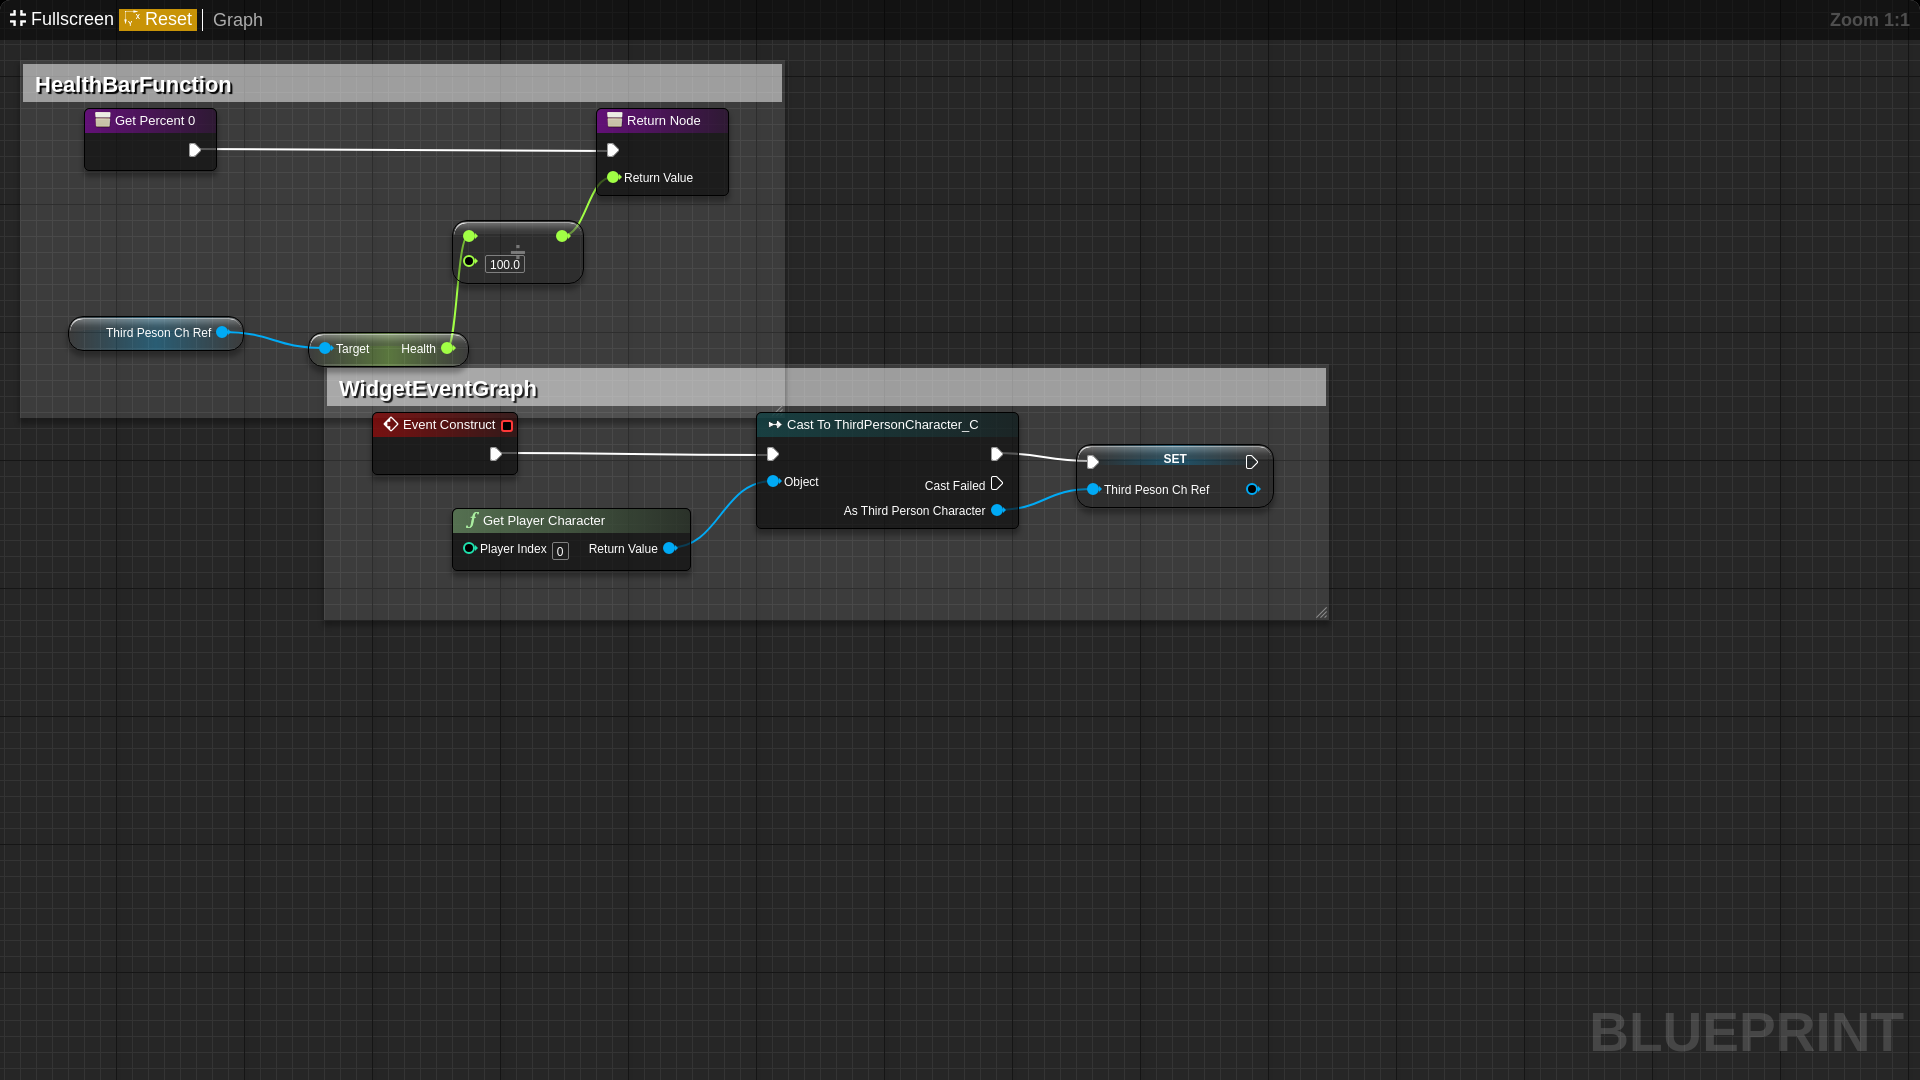 Fullscreen Reset Graph Zoom 1:1
HealthBarFunction
Get Percent 0
Return Node
Return Value
÷
100.0
Third Peson Ch Ref
Target Health
WidgetEventGraph
Event Construct
Cast To ThirdPersonCharacter_C
Object
Cast Failed
As Third Person Character
SET
Third Peson Ch Ref
Get Player Character
Player Index 0 Return Value
BLUEPRINT